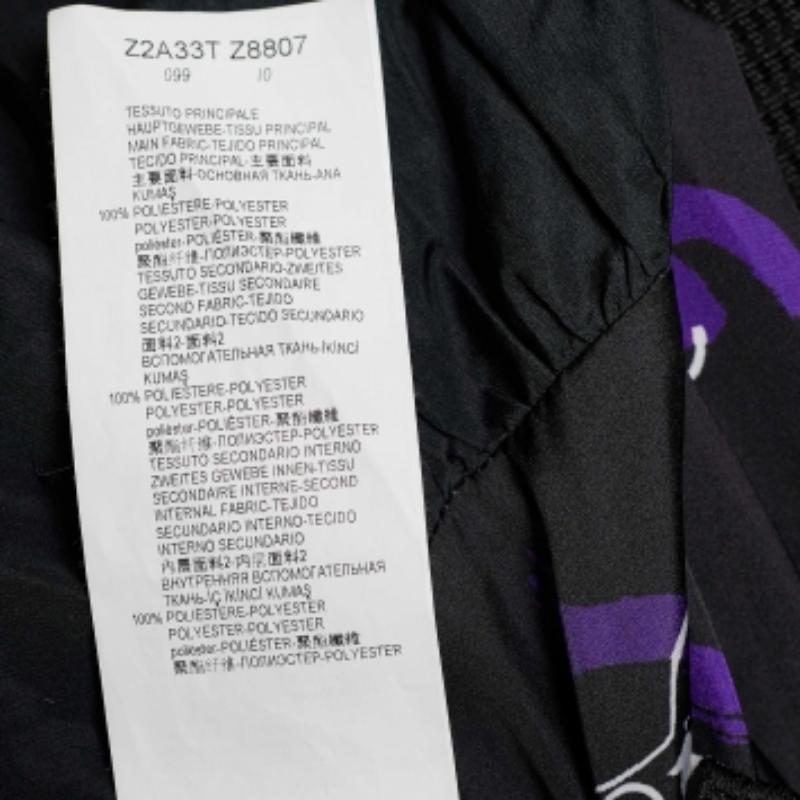 Z2A33T Z8807
099 10
TESSUTO PRINCIPALE
HAUPTGEWEBE-TISSU PRINCIPAL
MAIN FABRIC-TEJIDO PRINCIPAL
TECIDO PRINCIPAL-主要面料
主要面料-ОСНОВНАЯ ТКАНЬ-ANA
KUMAŞ
100% POLIESTERE-POLYESTER
POLYESTER-POLYESTER
poliéster-POLIÉSTER-聚酯纖維
聚酯纤维-ПОЛИЭСТЕР-POLYESTER
TESSUTO SECONDARIO-ZWEITES
GEWEBE-TISSU SECONDAIRE
SECOND FABRIC-TEJIDO
SECUNDARIO-TECIDO SECUNDARIO
面料2-面料2
ВСПОМОГАТЕЛЬНАЯ ТКАНЬ-İKİNCİ
KUMAŞ
100% POLIESTERE-POLYESTER
POLYESTER-POLYESTER
poliéster-POLIÉSTER-聚酯纖維
聚酯纤维-ПОЛИЭСТЕР-POLYESTER
TESSUTO SECONDARIO INTERNO
ZWEITES GEWEBE INNEN-TISSU
SECONDAIRE INTERNE-SECOND
INTERNAL FABRIC-TEJIDO
SECUNDARIO INTERNO-TECIDO
INTERNO SECUNDARIO
内層面料2-内层面料2
ВНУТРЕННЯЯ ВСПОМОГАТЕЛЬНАЯ
ТКАНЬ-İÇ İKİNCİ KUMAŞ
100% POLIESTERE-POLYESTER
POLYESTER-POLYESTER
poliéster-POLIÉSTER-聚酯纖維
聚酯纤维-ПОЛИЭСТЕР-POLYESTER